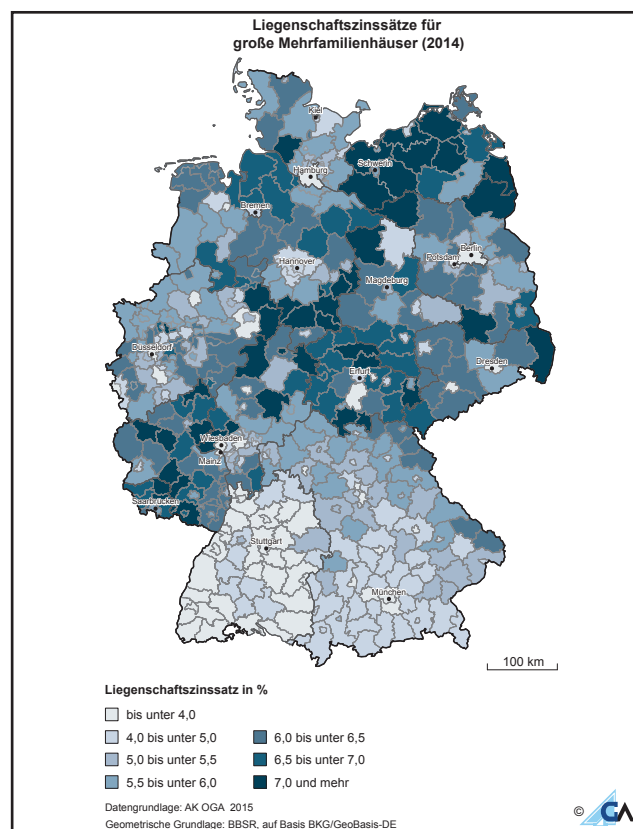 Liegenschaftszinssätze für
große Mehrfamilienhäuser (2014)
Kiel
Schwerin
Hamburg
Bremen
Berlin
Potsdam
Hannover
Magdeburg
Düsseldorf
Dresden
Erfurt
Wiesbaden
Mainz
Saarbrücken
Stuttgart
München
100 km
Liegenschaftszinssatz in %
bis unter 4,0
4,0 bis unter 5,0
5,0 bis unter 5,5
5,5 bis unter 6,0
6,0 bis unter 6,5
6,5 bis unter 7,0
7,0 und mehr
Datengrundlage: AK OGA 2015
Geometrische Grundlage: BBSR, auf Basis BKG/GeoBasis-DE
© GA